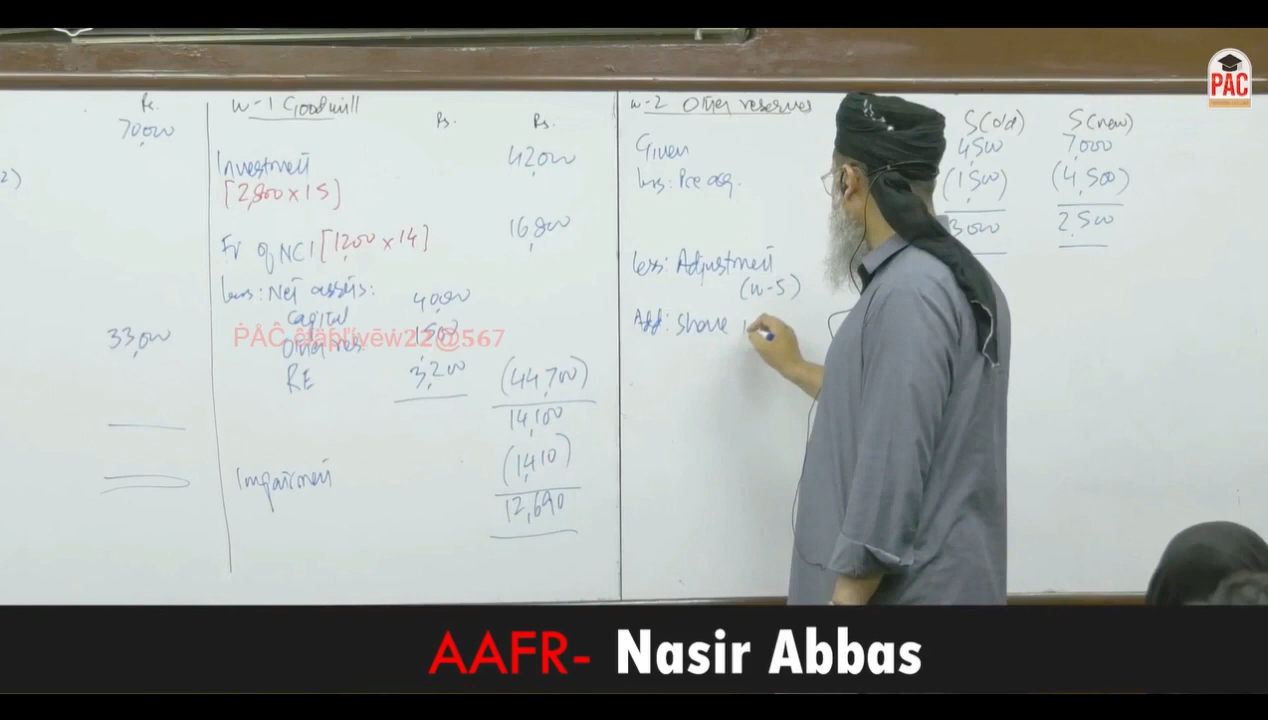 Rs.
70,000
2)
33,000
W-1 Goodwill
Rs. Rs.
Investment 42,000
[2,800 x 15]
FV of NCI [1,200 x 14] 16,800
Less: Net assets:
Capital 40,000
Other res. 1,500
RE 3,200 (44,700)
14,100
Impairment (1,410)
12,690
PAC
W-2 Other reserves
S(old) S(new)
Given 4,500 7,000
Less: Pre acq. (1,500) (4,500)
3,000 2,500
Less: Adjustment
(W-5)
Add: Share
AAFR- Nasir Abbas